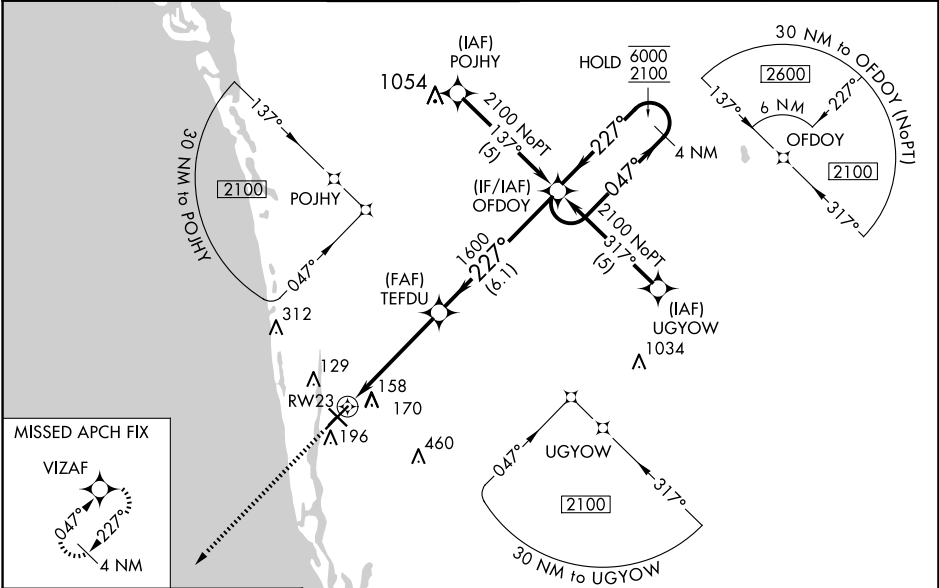 (IAF)
POJHY
1054
2100 NoPT
137°
(5)
HOLD
6000
2100
227°
047°
4 NM
(IF/IAF)
OFDOY
2100 NoPT
317°
(5)
(IAF)
UGYOW
1034
1600
227°
(6.1)
(FAF)
TEFDU
137°
30 NM to POJHY
2100
POJHY
047°
30 NM to OFDOY (NoPT)
2600
137°
6 NM
227°
OFDOY
2100
317°
312
129
RW23
158
170
196
460
UGYOW
047°
317°
2100
30 NM to UGYOW
MISSED APCH FIX
VIZAF
047°
227°
4 NM